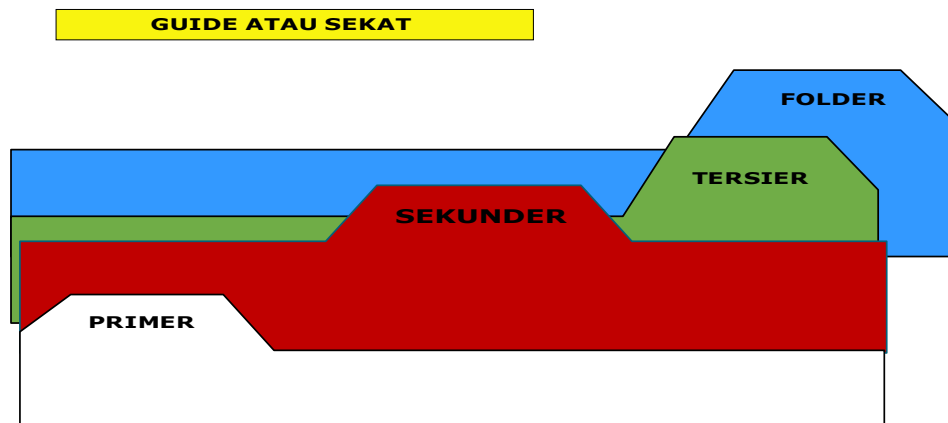 GUIDE ATAU SEKAT
FOLDER
TERSIER
SEKUNDER
PRIMER